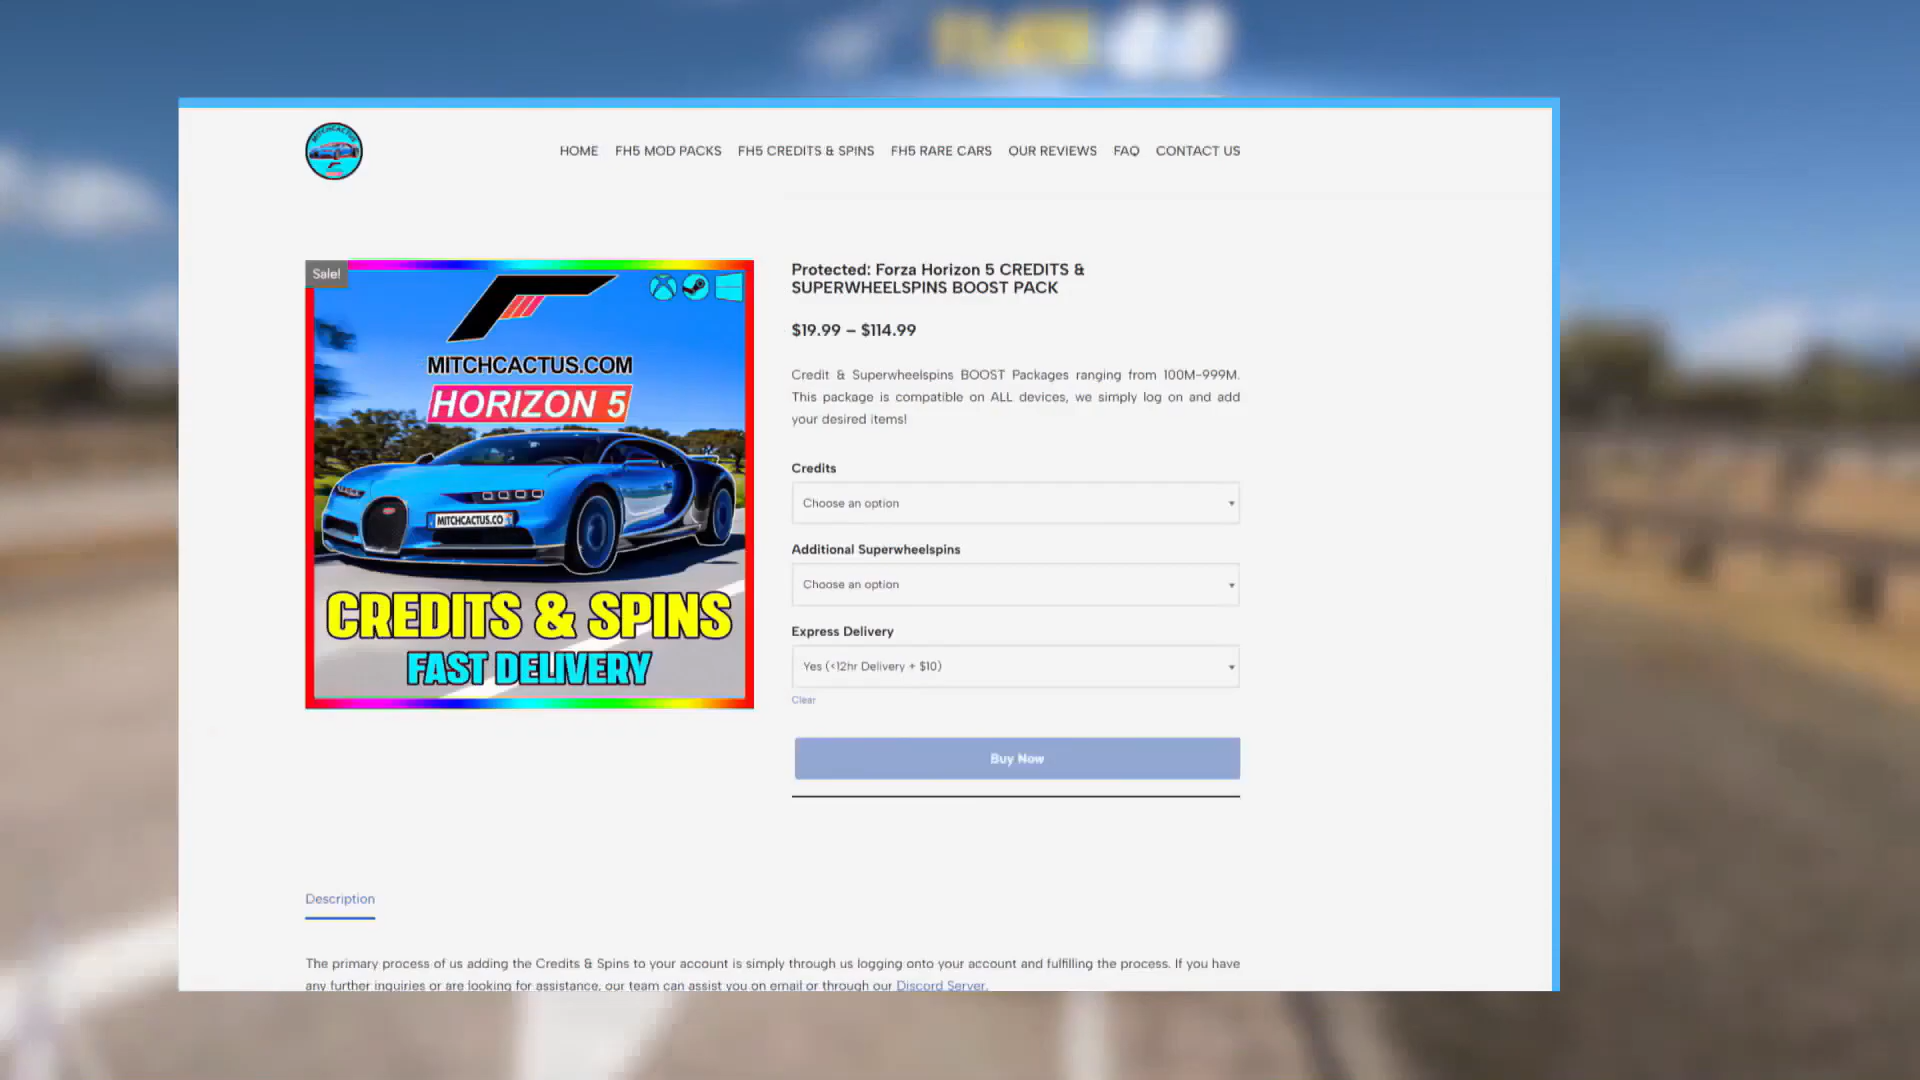 MITCHCACTUS
HOME FH5 MOD PACKS FH5 CREDITS & SPINS FH5 RARE CARS OUR REVIEWS FAQ CONTACT US
Sale!
MITCHCACTUS.COM
HORIZON 5
MITCHCACTUS.CO
CREDITS & SPINS
FAST DELIVERY
Protected: Forza Horizon 5 CREDITS &
SUPERWHEELSPINS BOOST PACK
$19.99 – $114.99
Credit & Superwheelspins BOOST Packages ranging from 100M-999M.
This package is compatible on ALL devices, we simply log on and add
your desired items!
Credits
Choose an option
Additional Superwheelspins
Choose an option
Express Delivery
Yes (<12hr Delivery + $10)
Clear
Buy Now
Description
The primary process of us adding the Credits & Spins to your account is simply through us logging onto your account and fulfilling the process. If you have
any further inquiries or are looking for assistance, our team can assist you on email or through our Discord Server.